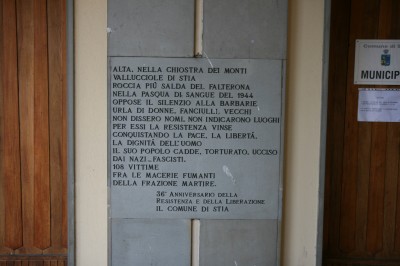 ALTA, NELLA CHIOSTRA DEI MONTI
VALLUCCIOLE DI STIA
ROCCIA PIÙ SALDA DEL FALTERONA
NELLA PASQUA DI SANGUE DEL 1944
OPPOSE IL SILENZIO ALLA BARBARIE
URLA DI DONNE, FANCIULLI, VECCHI
NON DISSERO NOMI, NON INDICARONO LUOGHI
PER ESSI LA RESISTENZA VINSE
CONQUISTANDO LA PACE, LA LIBERTÀ,
LA DIGNITÀ DELL'UOMO
IL SUO POPOLO CADDE, TORTURATO, UCCISO
DAI NAZI-FASCISTI.
108 VITTIME
FRA LE MACERIE FUMANTI
DELLA FRAZIONE MARTIRE.
56° ANNIVERSARIO DELLA
RESISTENZA E DELLA LIBERAZIONE
IL COMUNE DI STIA
Comune di S
MUNICIP